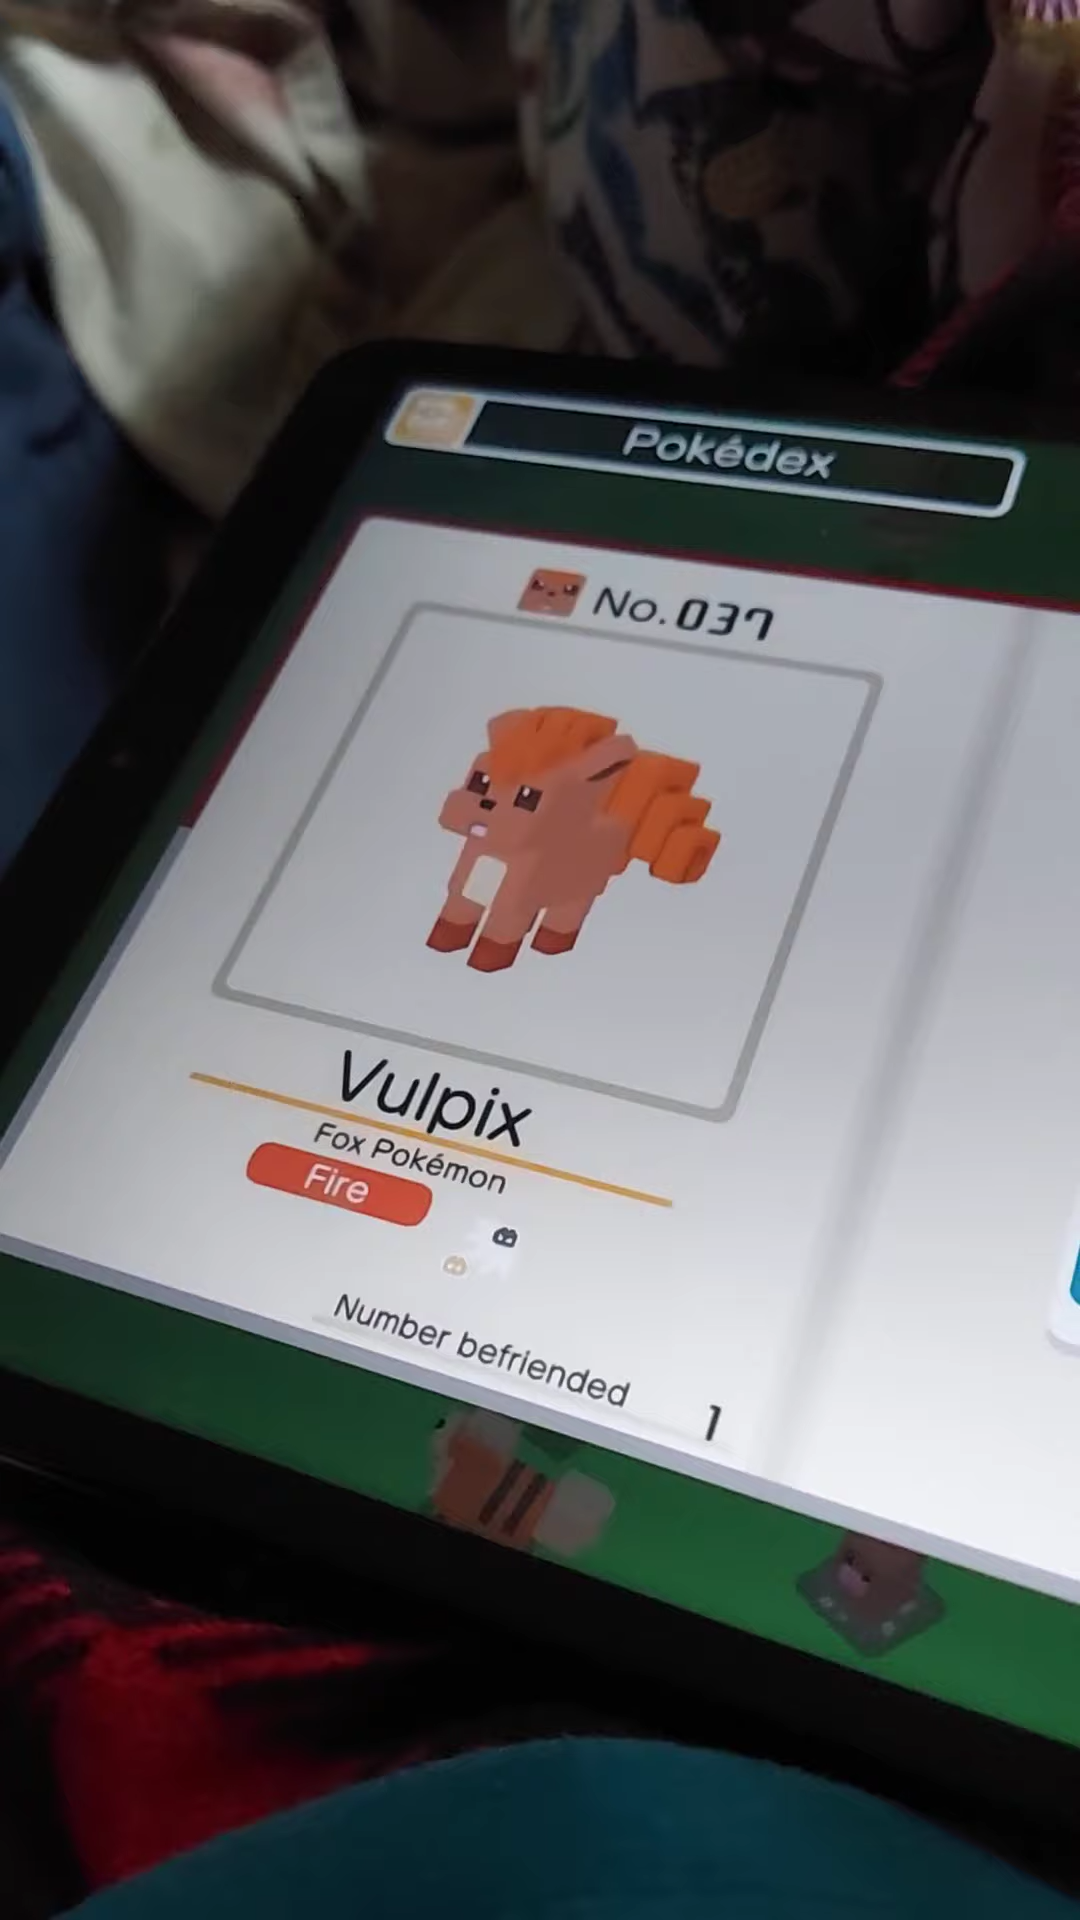 Pokédex
No.037
Vulpix
Fox Pokémon
Fire
Number befriended 1